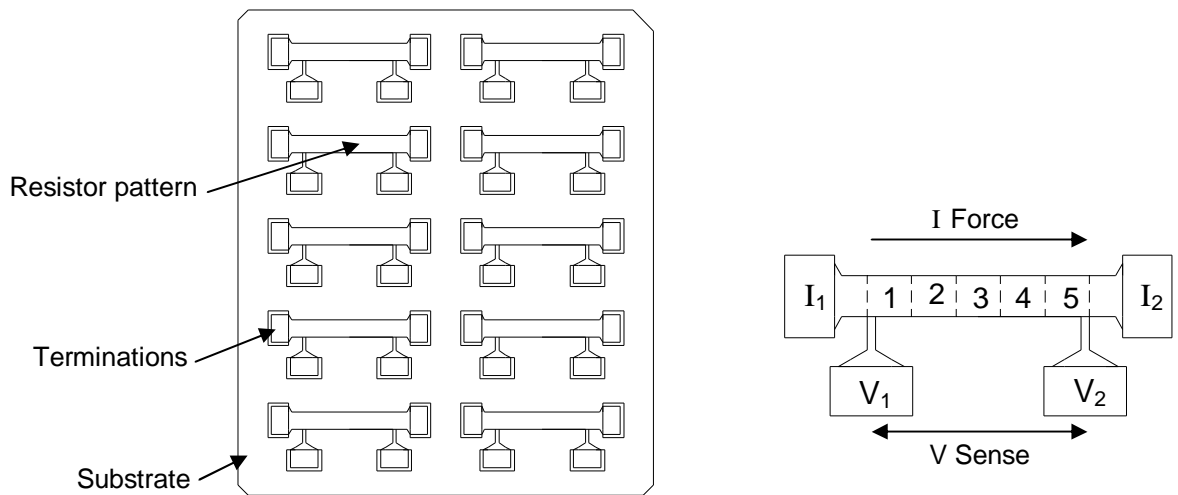 Resistor pattern
Terminations
Substrate
I Force
I₁ 1 2 3 4 5 I₂
V₁ V₂
V Sense